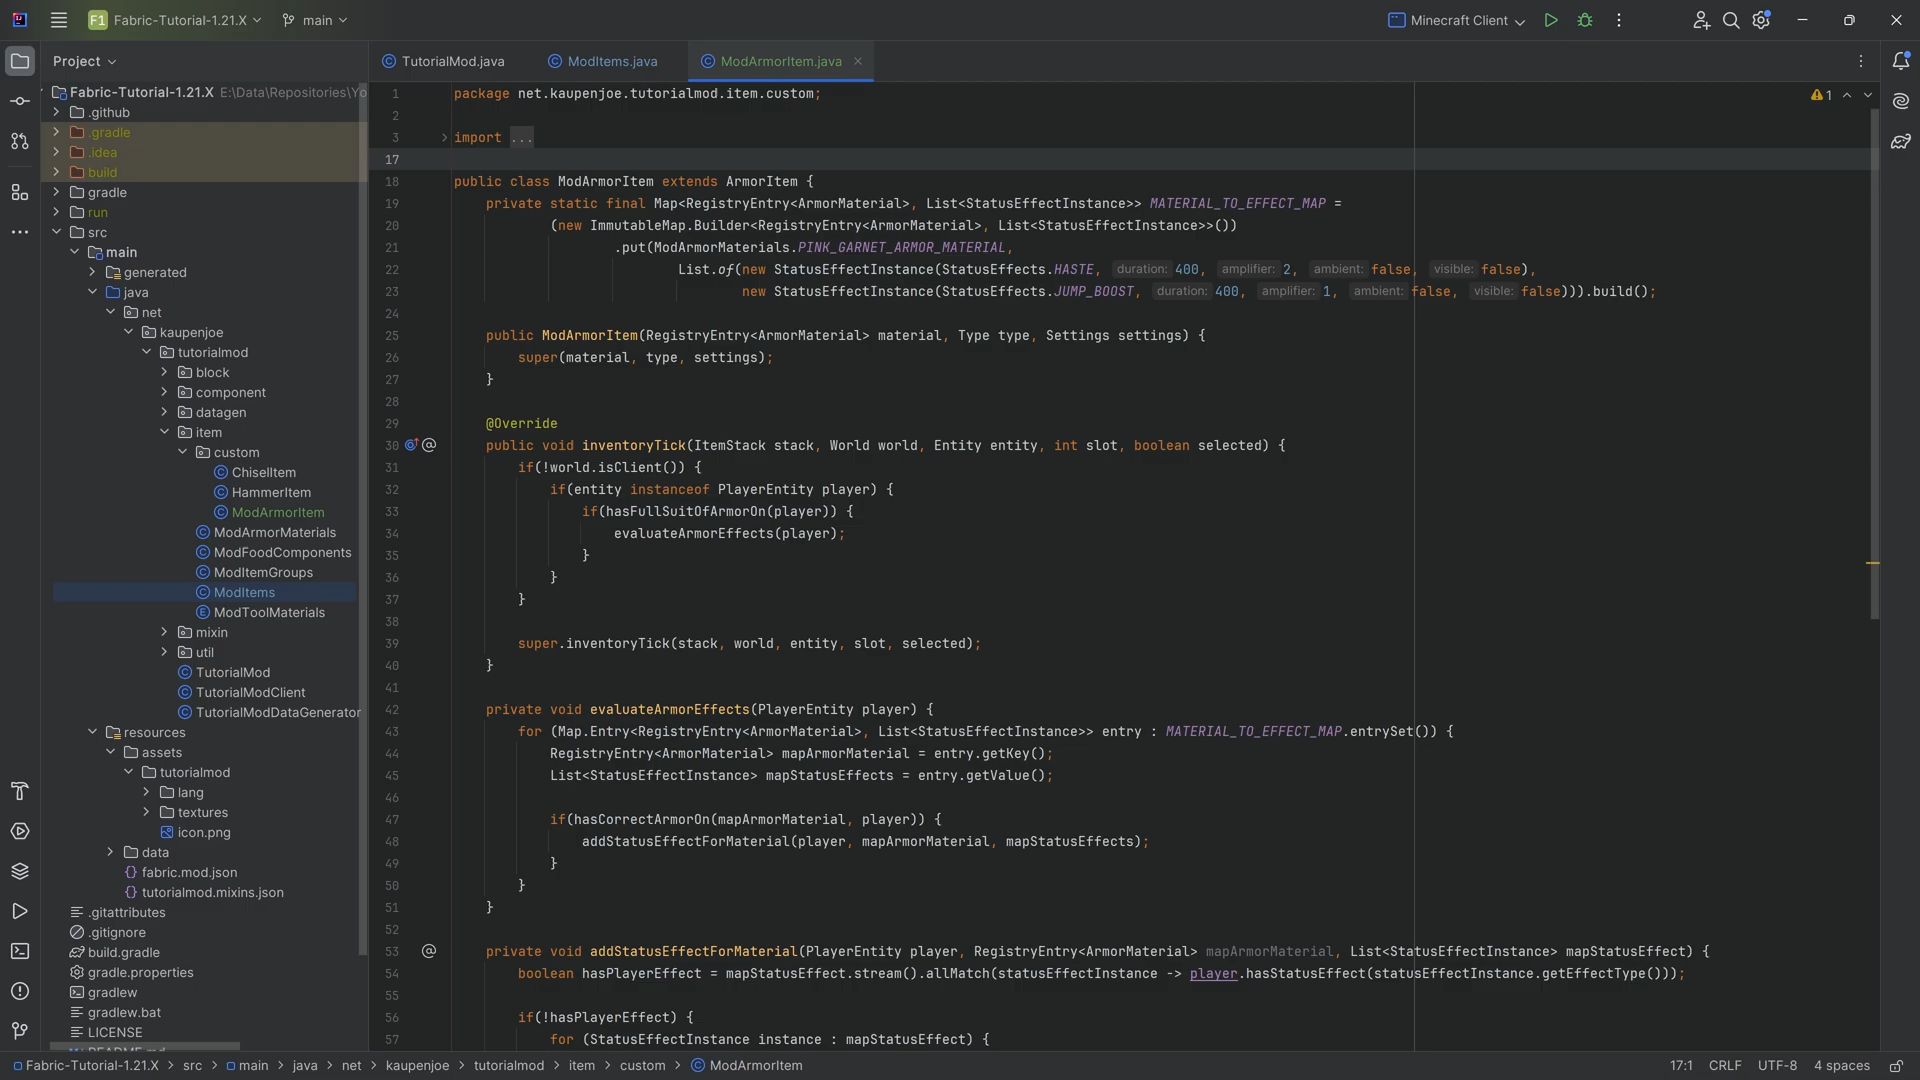 F1 Fabric-Tutorial-1.21.X main Minecraft Client
Project
TutorialMod.java ModItems.java ModArmorItem.java
Fabric-Tutorial-1.21.X E:\Data\Repositories\Yo
.github
.gradle
.idea
build
gradle
run
src
main
generated
java
net
kaupenjoe
tutorialmod
block
component
datagen
item
custom
ChiselItem
HammerItem
ModArmorItem
ModArmorMaterials
ModFoodComponents
ModItemGroups
ModItems
ModToolMaterials
mixin
util
TutorialMod
TutorialModClient
TutorialModDataGenerator
resources
assets
tutorialmod
lang
textures
icon.png
data
fabric.mod.json
tutorialmod.mixins.json
.gitattributes
.gitignore
build.gradle
gradle.properties
gradlew
gradlew.bat
LICENSE
README.md
1 package net.kaupenjoe.tutorialmod.item.custom; 1
2
3 import ...
17
18 public class ModArmorItem extends ArmorItem {
19 private static final Map<RegistryEntry<ArmorMaterial>, List<StatusEffectInstance>> MATERIAL_TO_EFFECT_MAP =
20 (new ImmutableMap.Builder<RegistryEntry<ArmorMaterial>, List<StatusEffectInstance>>())
21 .put(ModArmorMaterials.PINK_GARNET_ARMOR_MATERIAL,
22 List.of(new StatusEffectInstance(StatusEffects.HASTE, duration: 400, amplifier: 2, ambient: false, visible: false),
23 new StatusEffectInstance(StatusEffects.JUMP_BOOST, duration: 400, amplifier: 1, ambient: false, visible: false))).build();
24
25 public ModArmorItem(RegistryEntry<ArmorMaterial> material, Type type, Settings settings) {
26 super(material, type, settings);
27 }
28
29 @Override
30 public void inventoryTick(ItemStack stack, World world, Entity entity, int slot, boolean selected) {
31 if(!world.isClient()) {
32 if(entity instanceof PlayerEntity player) {
33 if(hasFullSuitOfArmorOn(player)) {
34 evaluateArmorEffects(player);
35 }
36 }
37 }
38
39 super.inventoryTick(stack, world, entity, slot, selected);
40 }
41
42 private void evaluateArmorEffects(PlayerEntity player) {
43 for (Map.Entry<RegistryEntry<ArmorMaterial>, List<StatusEffectInstance>> entry : MATERIAL_TO_EFFECT_MAP.entrySet()) {
44 RegistryEntry<ArmorMaterial> mapArmorMaterial = entry.getKey();
45 List<StatusEffectInstance> mapStatusEffects = entry.getValue();
46
47 if(hasCorrectArmorOn(mapArmorMaterial, player)) {
48 addStatusEffectForMaterial(player, mapArmorMaterial, mapStatusEffects);
49 }
50 }
51 }
52
53 private void addStatusEffectForMaterial(PlayerEntity player, RegistryEntry<ArmorMaterial> mapArmorMaterial, List<StatusEffectInstance> mapStatusEffect) {
54 boolean hasPlayerEffect = mapStatusEffect.stream().allMatch(statusEffectInstance -> player.hasStatusEffect(statusEffectInstance.getEffectType()));
55
56 if(!hasPlayerEffect) {
57 for (StatusEffectInstance instance : mapStatusEffect) {
Fabric-Tutorial-1.21.X > src > main > java > net > kaupenjoe > tutorialmod > item > custom > ModArmorItem 17:1 CRLF UTF-8 4 spaces